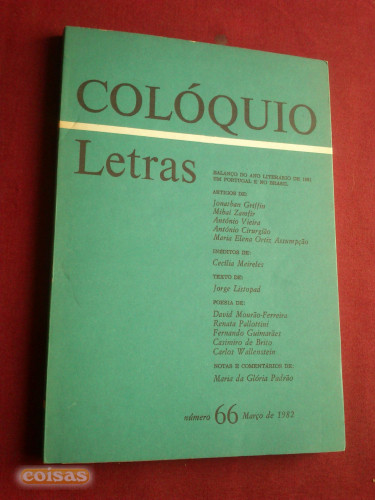 COLÓQUIO
Letras
BALANÇO DO ANO LITERÁRIO DE 1981
EM PORTUGAL E NO BRASIL
ARTIGOS DE:
Jonathan Griffin
Mihai Zamfir
António Vieira
António Cirurgião
Maria Elena Ortiz Assumpção
INÉDITOS DE:
Cecília Meireles
TEXTO DE:
Jorge Listopad
POESIA DE:
David Mourão-Ferreira
Renata Pallottini
Fernando Guimarães
Casimiro de Brito
Carlos Wallenstein
NOTAS E COMENTÁRIOS DE:
Maria da Glória Padrão
número 66 Março de 1982
coisas